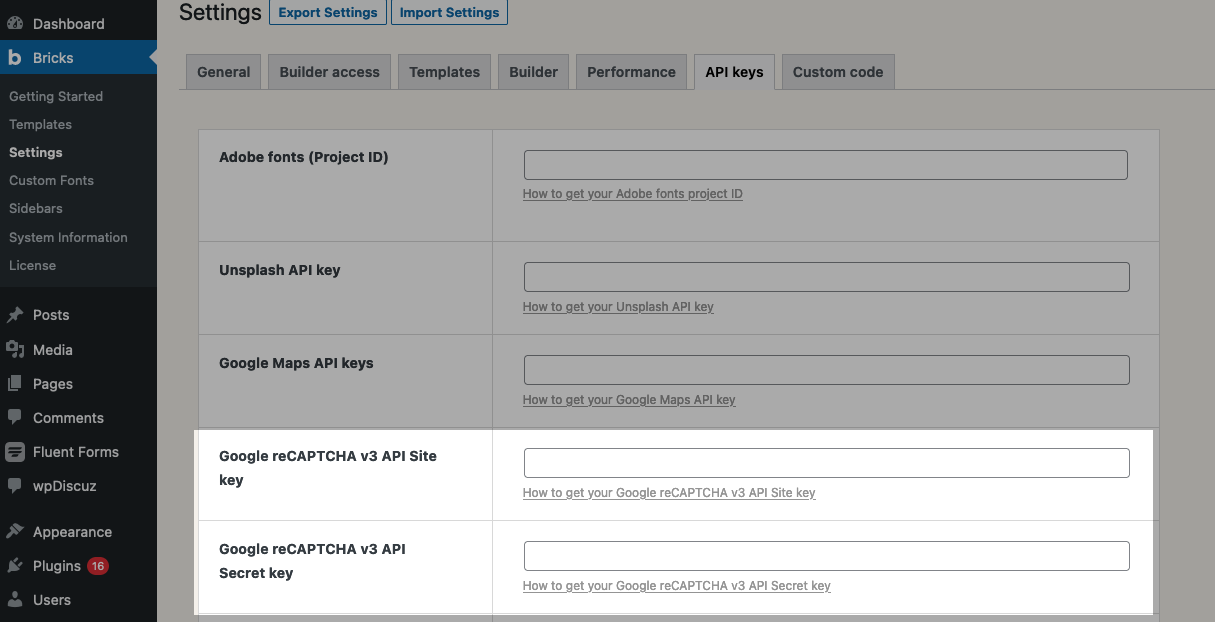 Settings Export Settings Import Settings
General Builder access Templates Builder Performance API keys Custom code
Dashboard
b Bricks
Getting Started
Templates
Settings
Custom Fonts
Sidebars
System Information
License
Posts
Media
Pages
Comments
Fluent Forms
wpDiscuz
Appearance
Plugins 16
Users
Adobe fonts (Project ID)
How to get your Adobe fonts project ID
Unsplash API key
How to get your Unsplash API key
Google Maps API keys
How to get your Google Maps API key
Google reCAPTCHA v3 API Site
key
How to get your Google reCAPTCHA v3 API Site key
Google reCAPTCHA v3 API
Secret key
How to get your Google reCAPTCHA v3 API Secret key